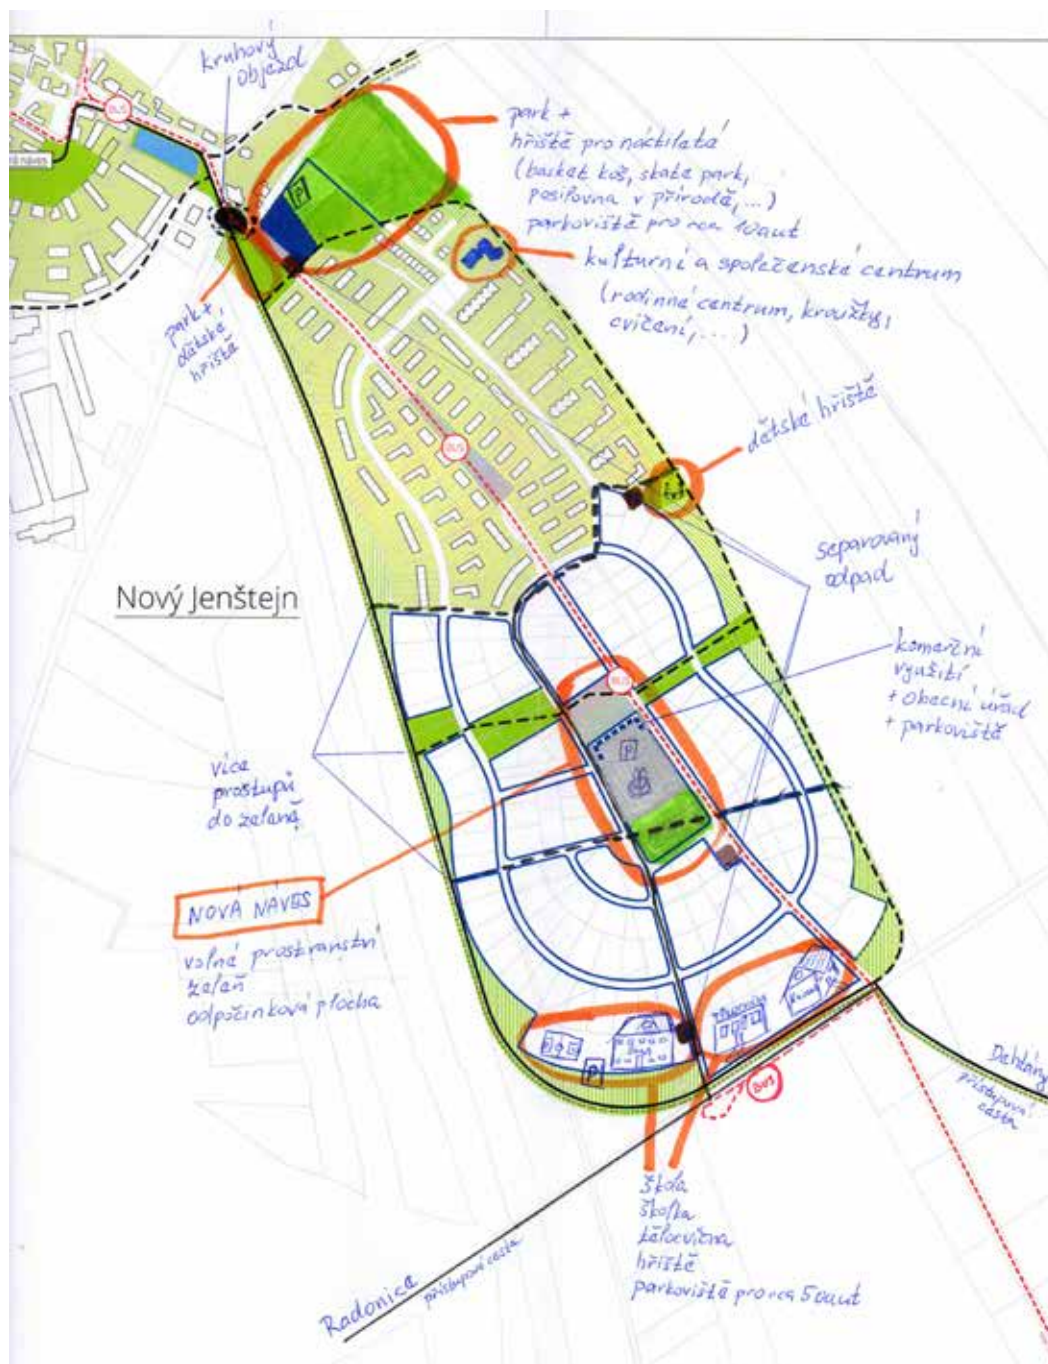 kruhový
objezd
BUS
park +
hřiště pro náctiletá
(basket koš, skate park,
posilovna v přírodě, ...)
parkoviště pro cca 10 aut
P
kulturní a společenské centrum
(rodinné centrum, kroužky,
cvičení, ....)
park +
dětské
hřiště
BUS
dětské hřiště
separovaný
odpad
Nový Jenštejn
komerční
využití
+ obecní úřad
+ parkoviště
BUS
P
více
prostupů
do zeleně
NOVÁ NÁVES
volné prostranství
zeleň
odpočinková plocha
P
BUS
Dehtáry
přístupová
cesta
škola
školka
tělocvična
hřiště
parkoviště pro cca 50 aut
Radonice
přístupová cesta